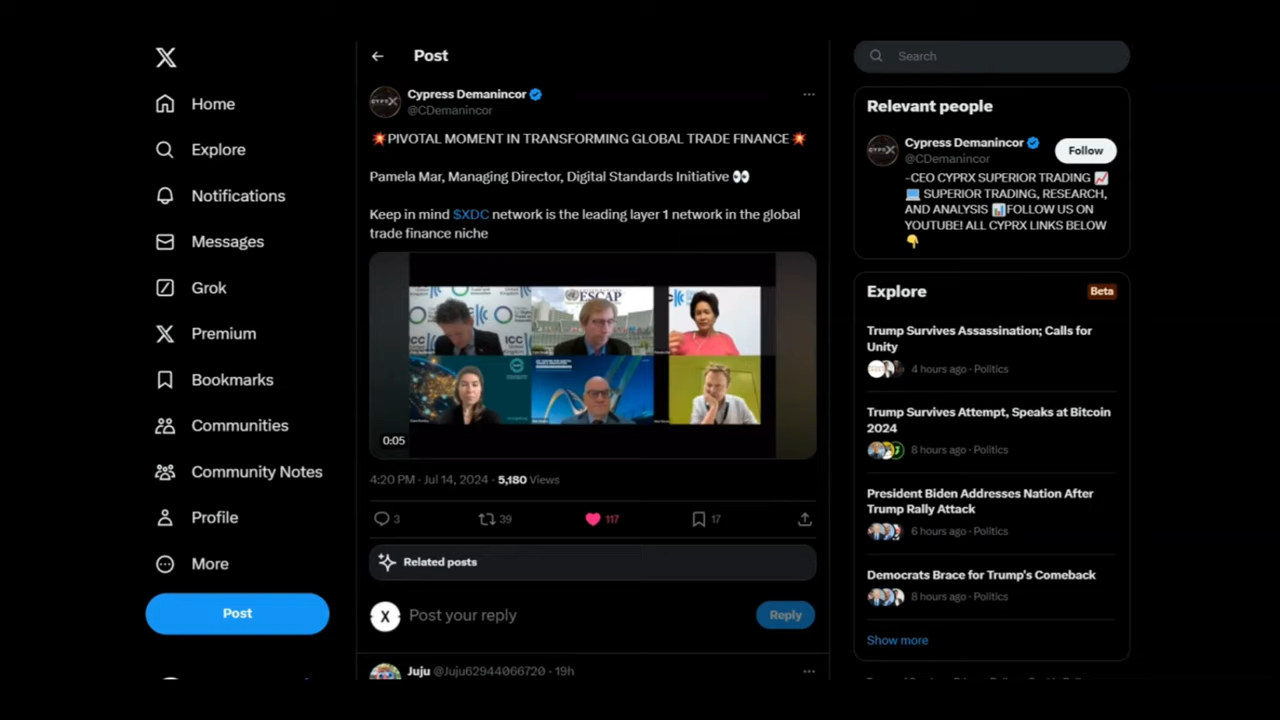 Home
Explore
Notifications
Messages
Grok
Premium
Bookmarks
Communities
Community Notes
Profile
More
Post
Post
Cypress Demanincor
@CDemanincor
💥PIVOTAL MOMENT IN TRANSFORMING GLOBAL TRADE FINANCE💥
Pamela Mar, Managing Director, Digital Standards Initiative 👀
Keep in mind $XDC network is the leading layer 1 network in the global
trade finance niche
ESCAP
ICC
ICC
0:05
4:20 PM · Jul 14, 2024 · 5,180 Views
3 39 117 17
Related posts
X Post your reply Reply
Juju @Juju62944066720 · 19h
Search
Relevant people
Cypress Demanincor
@CDemanincor
Follow
-CEO CYPRX SUPERIOR TRADING 📈
💻 SUPERIOR TRADING, RESEARCH,
AND ANALYSIS 📊FOLLOW US ON
YOUTUBE! ALL CYPRX LINKS BELOW
👇
Explore Beta
Trump Survives Assassination; Calls for
Unity
4 hours ago · Politics
Trump Survives Attempt, Speaks at Bitcoin
2024
8 hours ago · Politics
President Biden Addresses Nation After
Trump Rally Attack
6 hours ago · Politics
Democrats Brace for Trump's Comeback
8 hours ago · Politics
Show more